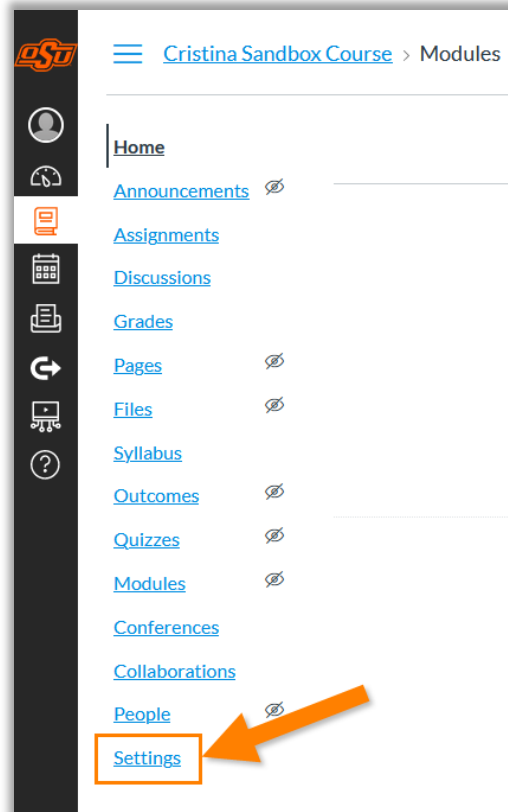 OSU
Cristina Sandbox Course > Modules
Home
Announcements
Assignments
Discussions
Grades
Pages
Files
Syllabus
Outcomes
Quizzes
Modules
Conferences
Collaborations
People
Settings